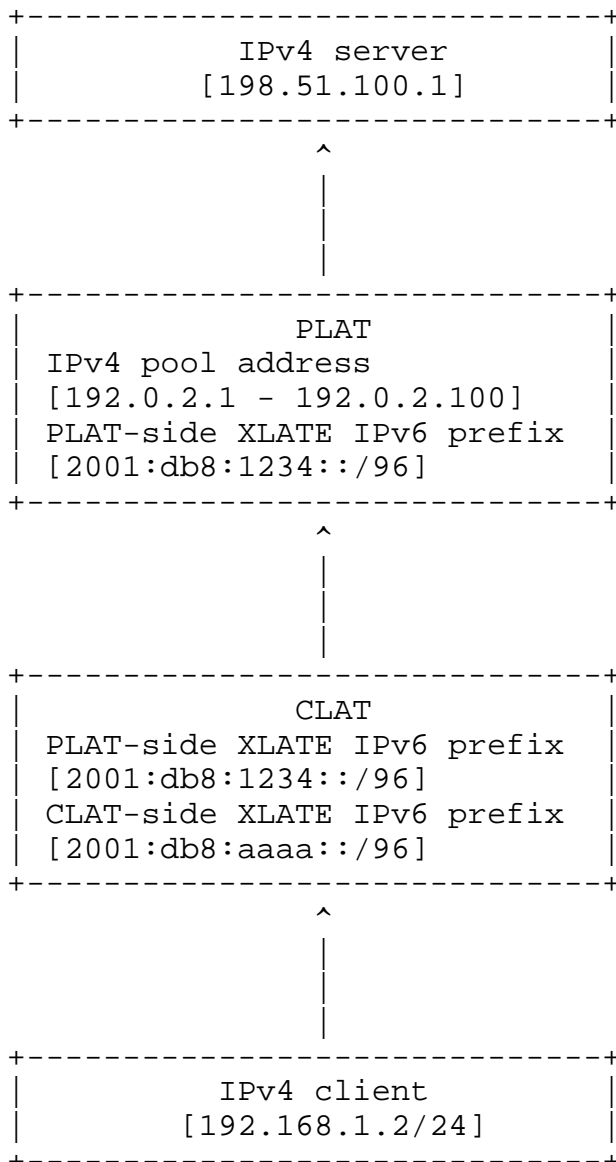 IPv4 server
[198.51.100.1]
PLAT
IPv4 pool address
[192.0.2.1 - 192.0.2.100]
PLAT-side XLATE IPv6 prefix
[2001:db8:1234::/96]
CLAT
PLAT-side XLATE IPv6 prefix
[2001:db8:1234::/96]
CLAT-side XLATE IPv6 prefix
[2001:db8:aaaa::/96]
IPv4 client
[192.168.1.2/24]